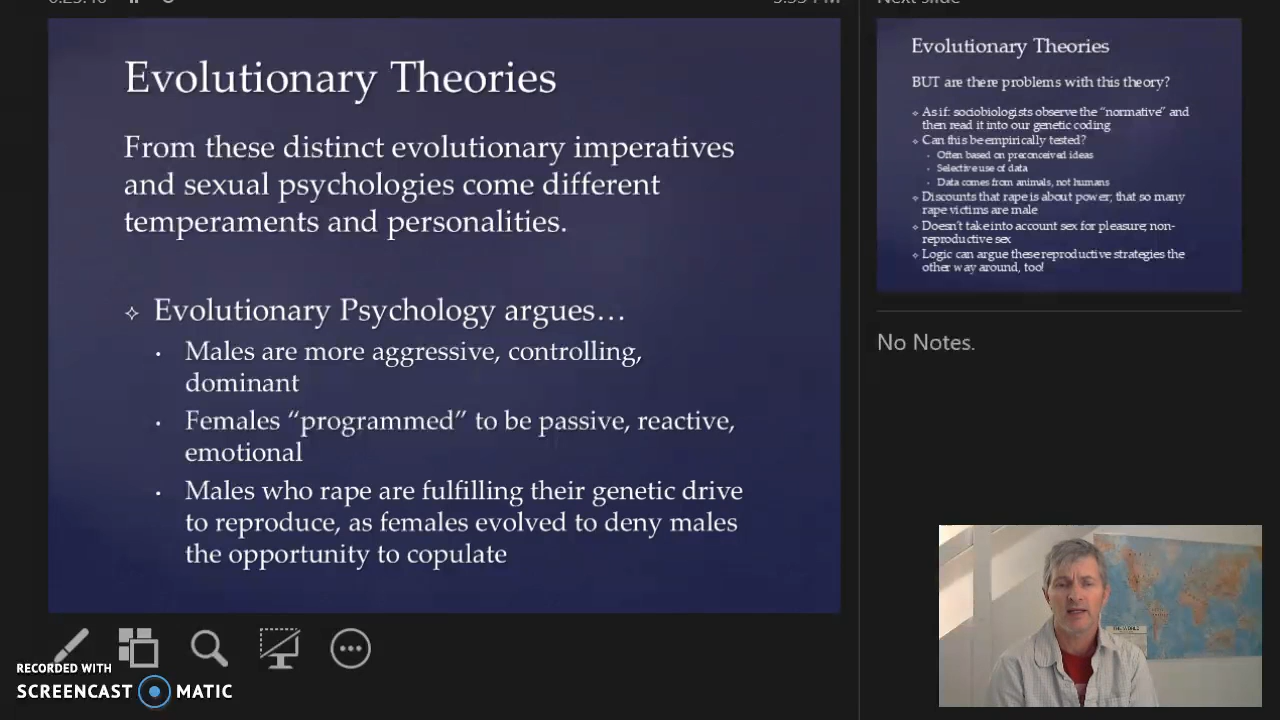 Evolutionary Theories
From these distinct evolutionary imperatives
and sexual psychologies come different
temperaments and personalities.
✧ Evolutionary Psychology argues…
• Males are more aggressive, controlling,
dominant
• Females “programmed” to be passive, reactive,
emotional
• Males who rape are fulfilling their genetic drive
to reproduce, as females evolved to deny males
the opportunity to copulate
Next slide
Evolutionary Theories
BUT are there problems with this theory?
✧ As if: sociobiologists observe the “normative” and
then read it into our genetic coding
✧ Can this be empirically tested?
• Often based on preconceived ideas
• Selective use of data
• Data comes from animals, not humans
✧ Discounts that rape is about power; that so many
rape victims are male
✧ Doesn't take into account sex for pleasure; non-
reproductive sex
✧ Logic can argue these reproductive strategies the
other way around, too!
No Notes.
RECORDED WITH
SCREENCAST MATIC